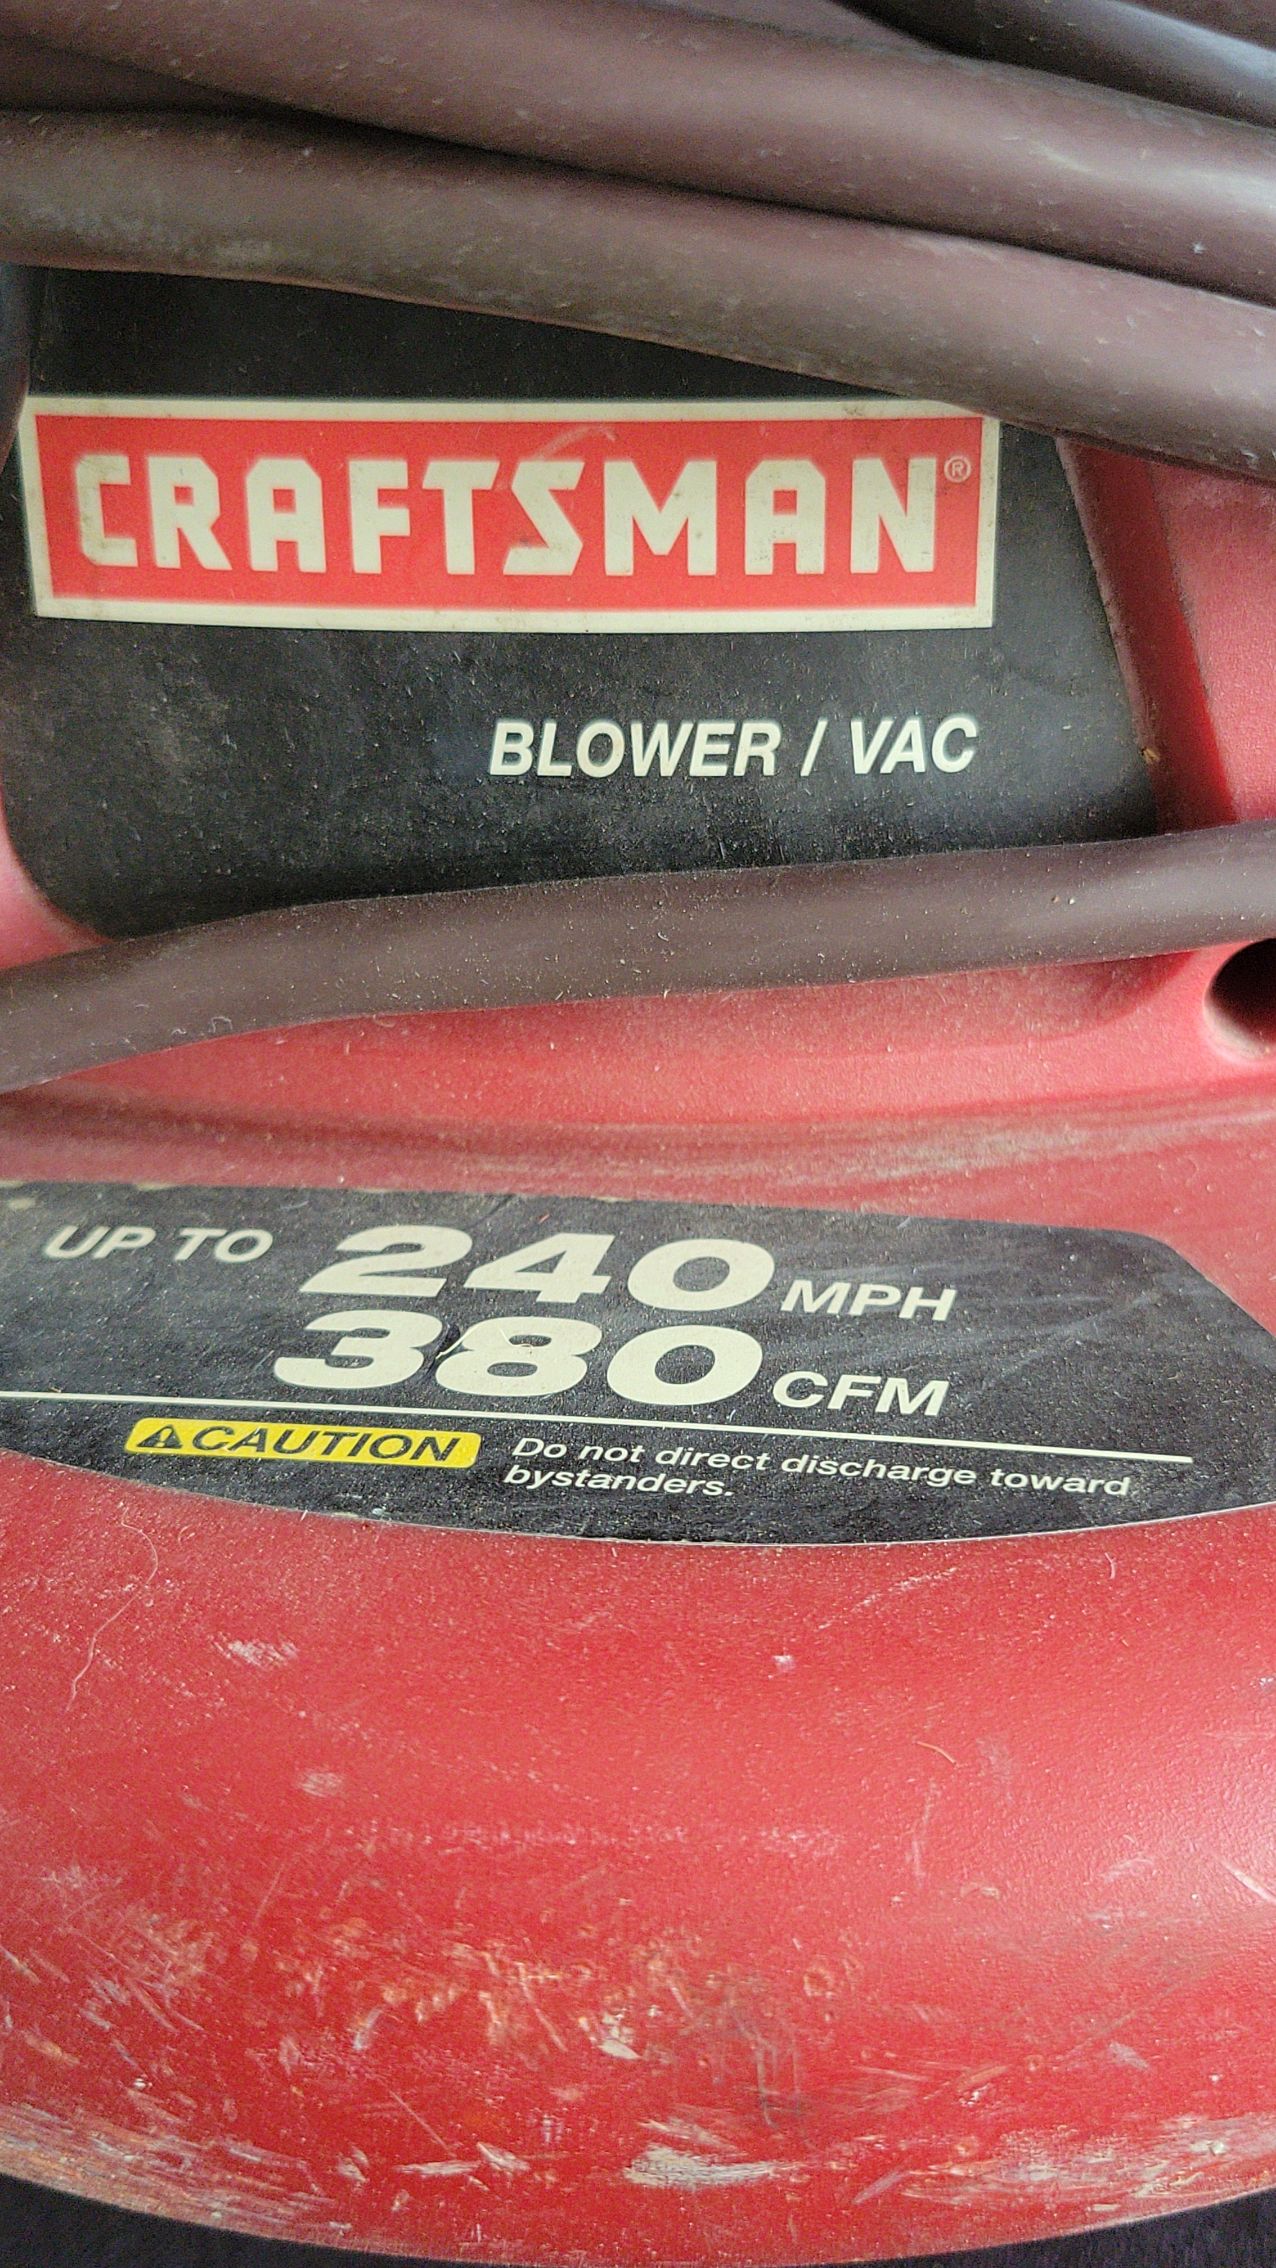 CRAFTSMAN®
BLOWER / VAC
UP TO 240 MPH
380 CFM
⚠CAUTION Do not direct discharge toward
bystanders.